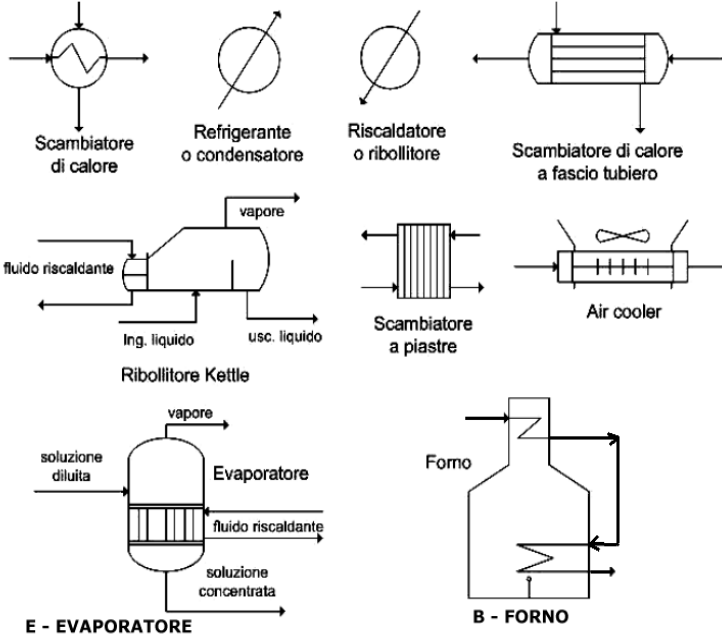 Scambiatore
di calore
Refrigerante
o condensatore
Riscaldatore
o ribollitore
Scambiatore di calore
a fascio tubiero
vapore
fluido riscaldante
Ing. liquido
usc. liquido
Ribollitore Kettle
Scambiatore
a piastre
Air cooler
vapore
soluzione
diluita
Evaporatore
fluido riscaldante
soluzione
concentrata
E - EVAPORATORE
Forno
B - FORNO